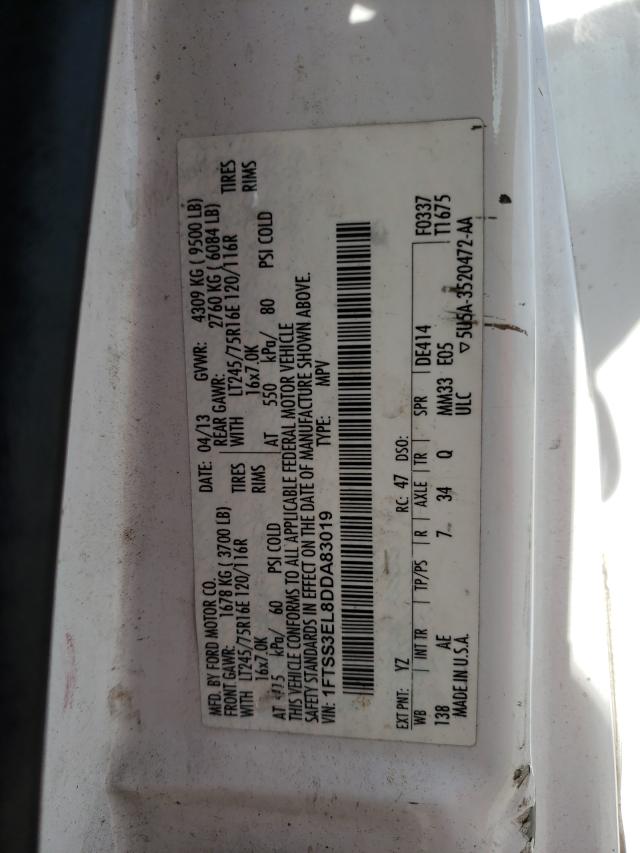 MFD. BY FORD MOTOR CO. DATE: 04/13 GVWR: 4309 KG ( 9500 LB)
FRONT GAWR: 1678 KG ( 3700 LB) REAR GAWR: 2760 KG ( 6084 LB)
WITH LT245/75R16E 120/116R TIRES WITH LT245/75R16E 120/116R TIRES
16x7.0K RIMS 16x7.0K RIMS
AT 415 kPa/ 60 PSI COLD AT 550 kPa/ 80 PSI COLD
THIS VEHICLE CONFORMS TO ALL APPLICABLE FEDERAL MOTOR VEHICLE
SAFETY STANDARDS IN EFFECT ON THE DATE OF MANUFACTURE SHOWN ABOVE.
VIN: 1FTSS3EL8DDA83019 TYPE: MPV
EXT PNT: YZ RC: 47 DSO:
WB INT TR TP/PS R AXLE TR SPR DE414 F0337
138 AE 7 34 Q MM33 E05 T1675
MADE IN U.S.A. ULC ▽5U5A-3520472-AA